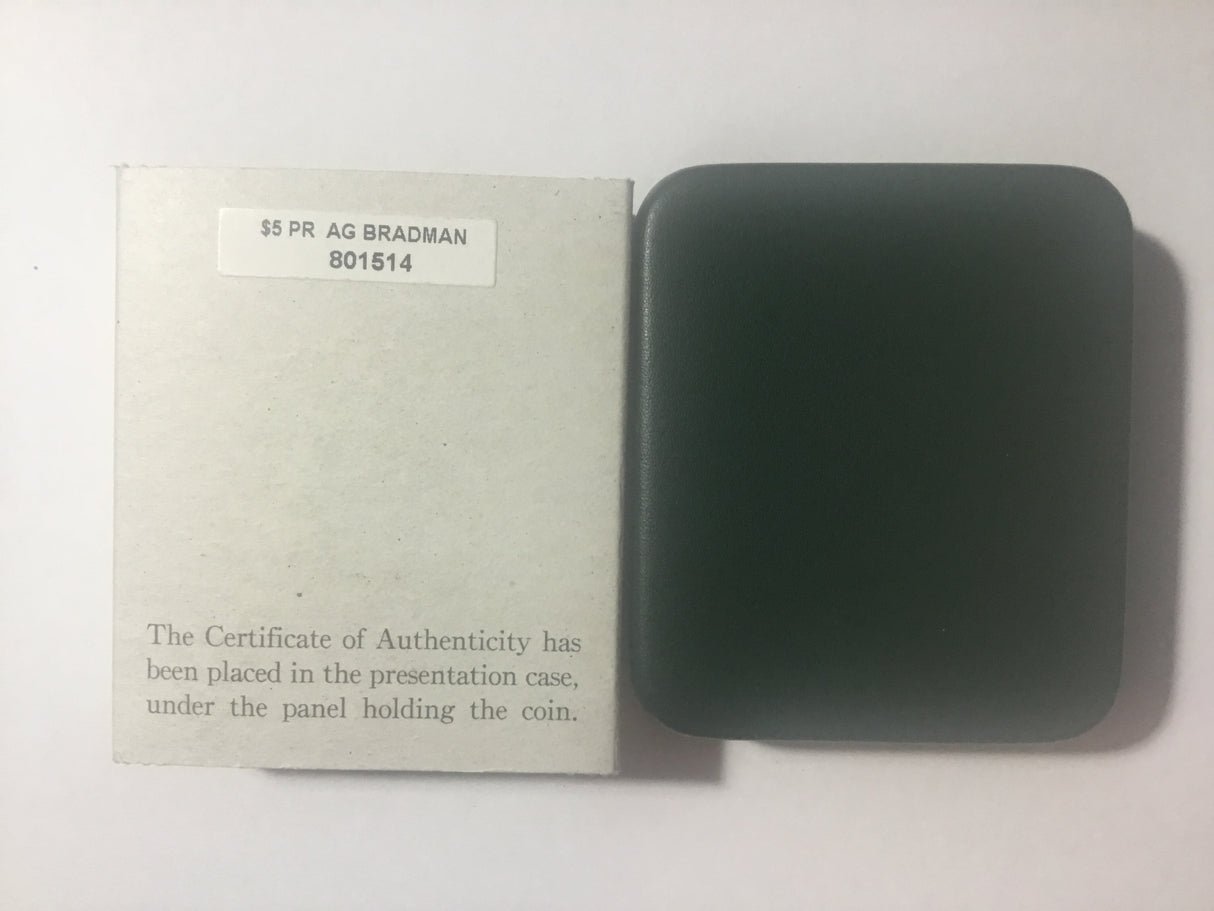 $5 PR AG BRADMAN
801514
The Certificate of Authenticity has
been placed in the presentation case,
under the panel holding the coin.